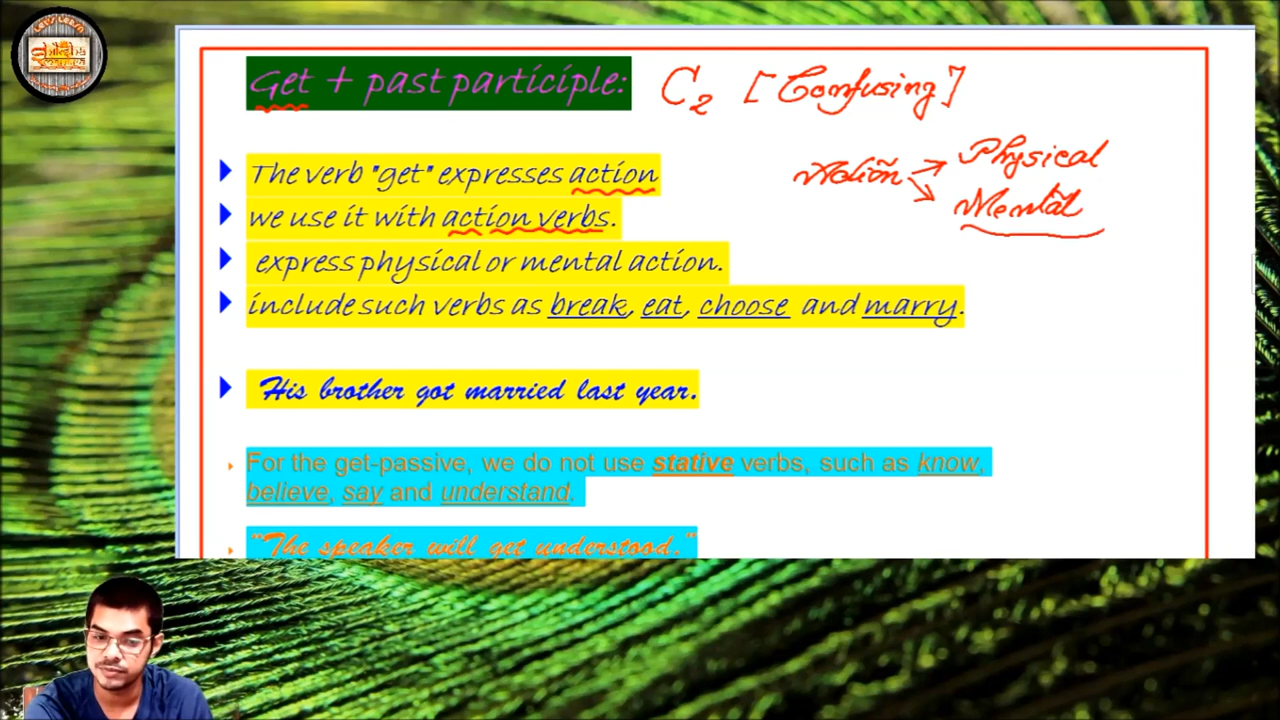 Let's Learn
Get + past participle: C2 [Confusing]
The verb "get" expresses action
Action Physical
Mental
we use it with action verbs.
express physical or mental action.
include such verbs as break, eat, choose and marry.
His brother got married last year.
For the get-passive, we do not use stative verbs, such as know,
believe, say and understand.
"The speaker will get understood."